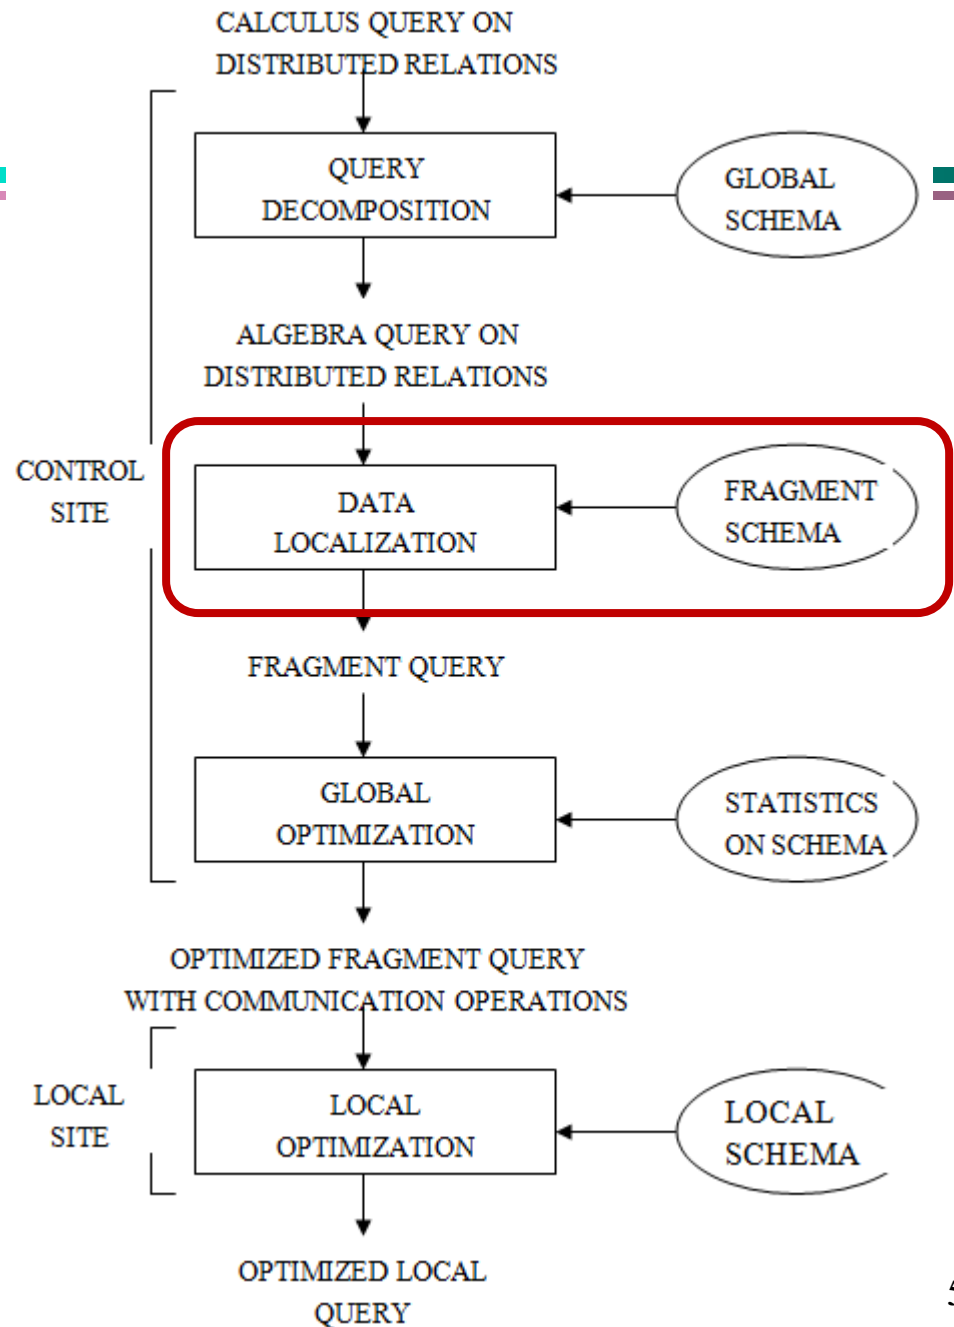 CALCULUS QUERY ON
DISTRIBUTED RELATIONS
QUERY
DECOMPOSITION
GLOBAL
SCHEMA
ALGEBRA QUERY ON
DISTRIBUTED RELATIONS
CONTROL
SITE
DATA
LOCALIZATION
FRAGMENT
SCHEMA
FRAGMENT QUERY
GLOBAL
OPTIMIZATION
STATISTICS
ON SCHEMA
OPTIMIZED FRAGMENT QUERY
WITH COMMUNICATION OPERATIONS
LOCAL
SITE
LOCAL
OPTIMIZATION
LOCAL
SCHEMA
OPTIMIZED LOCAL
QUERY